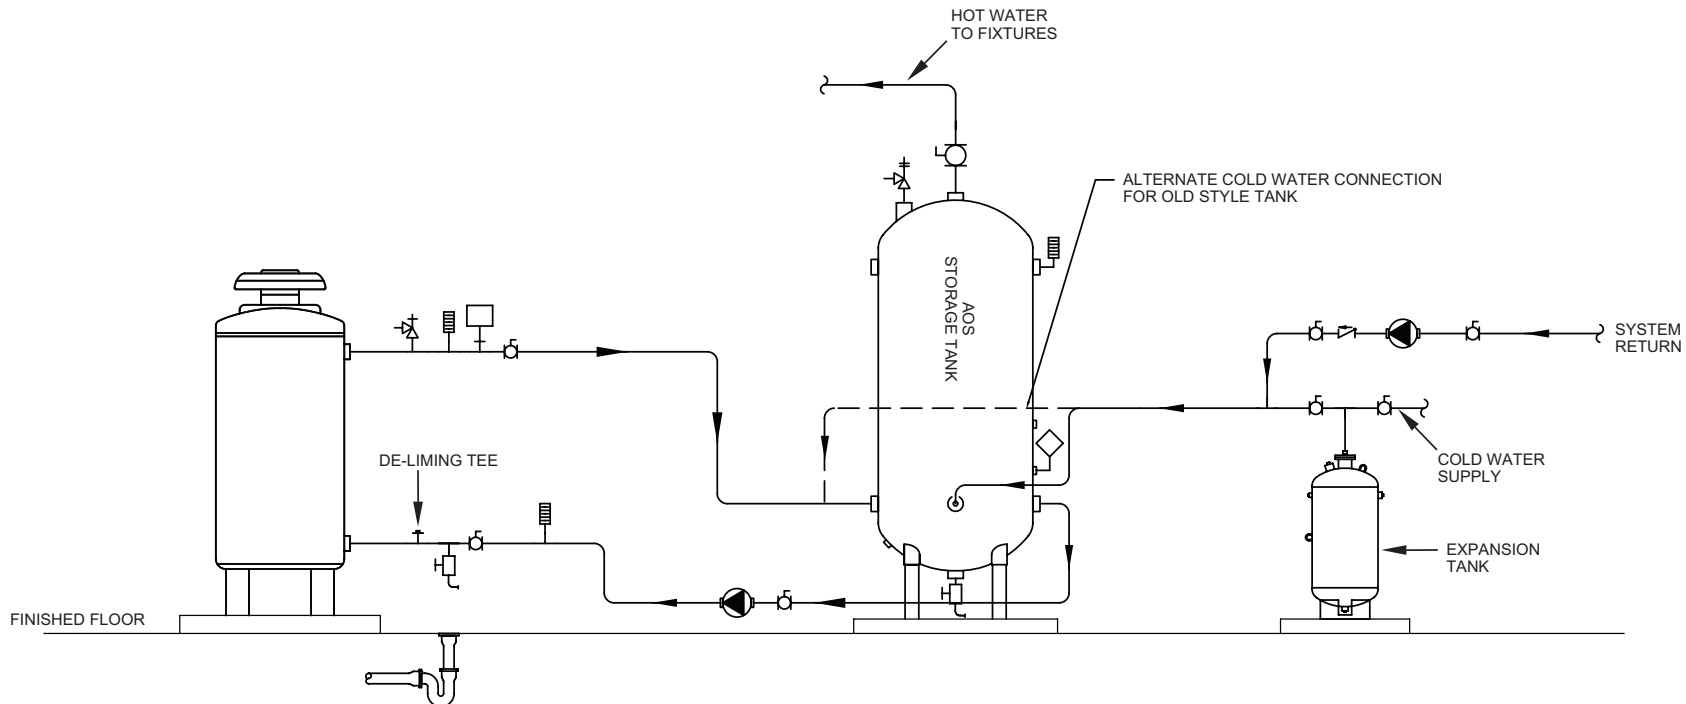 HOT WATER
TO FIXTURES
ALTERNATE COLD WATER CONNECTION
FOR OLD STYLE TANK
AOS
STORAGE TANK
SYSTEM
RETURN
DE-LIMING TEE
COLD WATER
SUPPLY
EXPANSION
TANK
FINISHED FLOOR